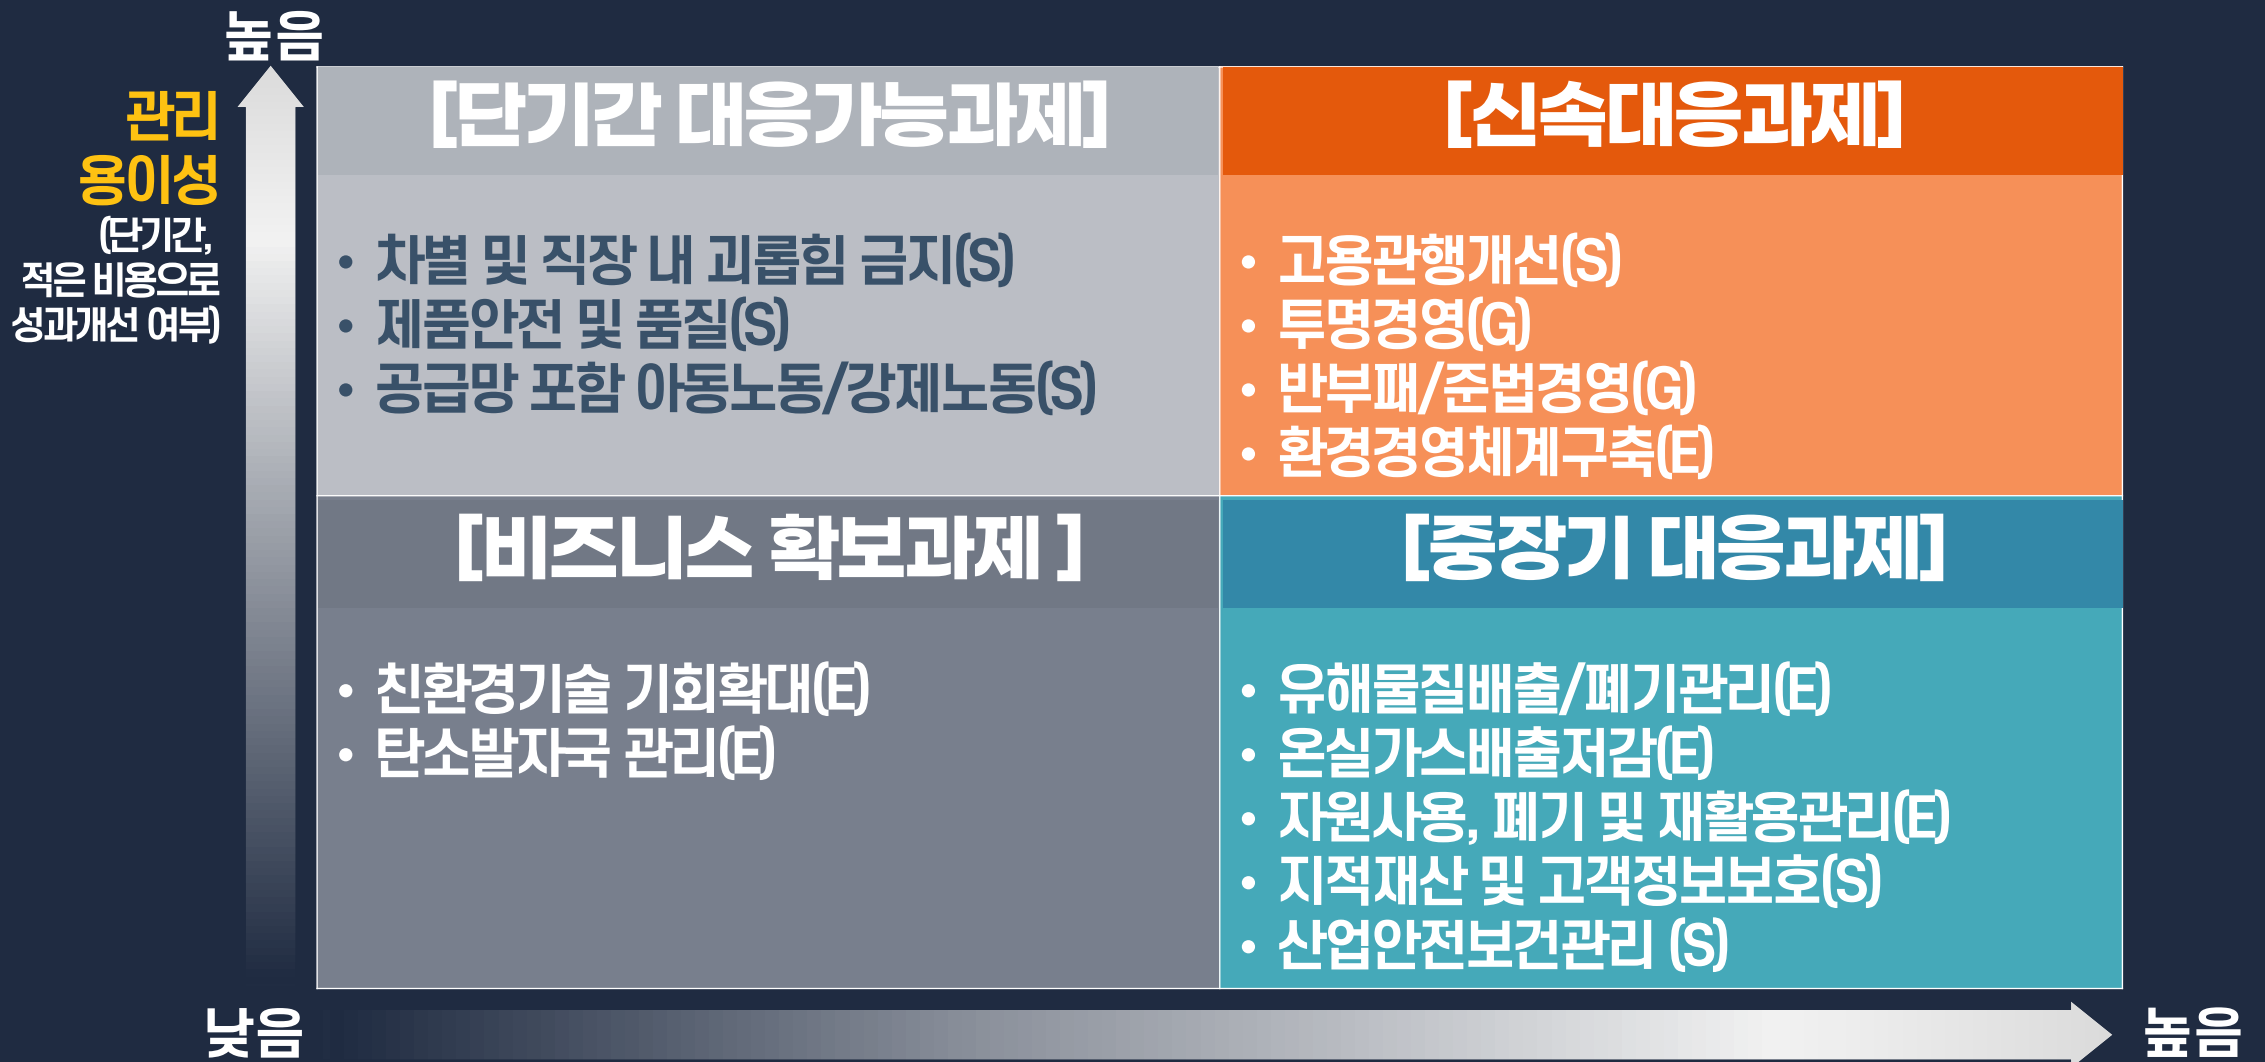 높음
관리
용이성
(단기간,
적은 비용으로
성과개선 여부)
[단기간 대응가능과제]
• 차별 및 직장 내 괴롭힘 금지(S)
• 제품안전 및 품질(S)
• 공급망 포함 아동노동/강제노동(S)
[신속대응과제]
• 고용관행개선(S)
• 투명경영(G)
• 반부패/준법경영(G)
• 환경경영체계구축(E)
[비즈니스 확보과제 ]
• 친환경기술 기회확대(E)
• 탄소발자국 관리(E)
[중장기 대응과제]
• 유해물질배출/폐기관리(E)
• 온실가스배출저감(E)
• 자원사용, 폐기 및 재활용관리(E)
• 지적재산 및 고객정보보호(S)
• 산업안전보건관리 (S)
낮음
높음